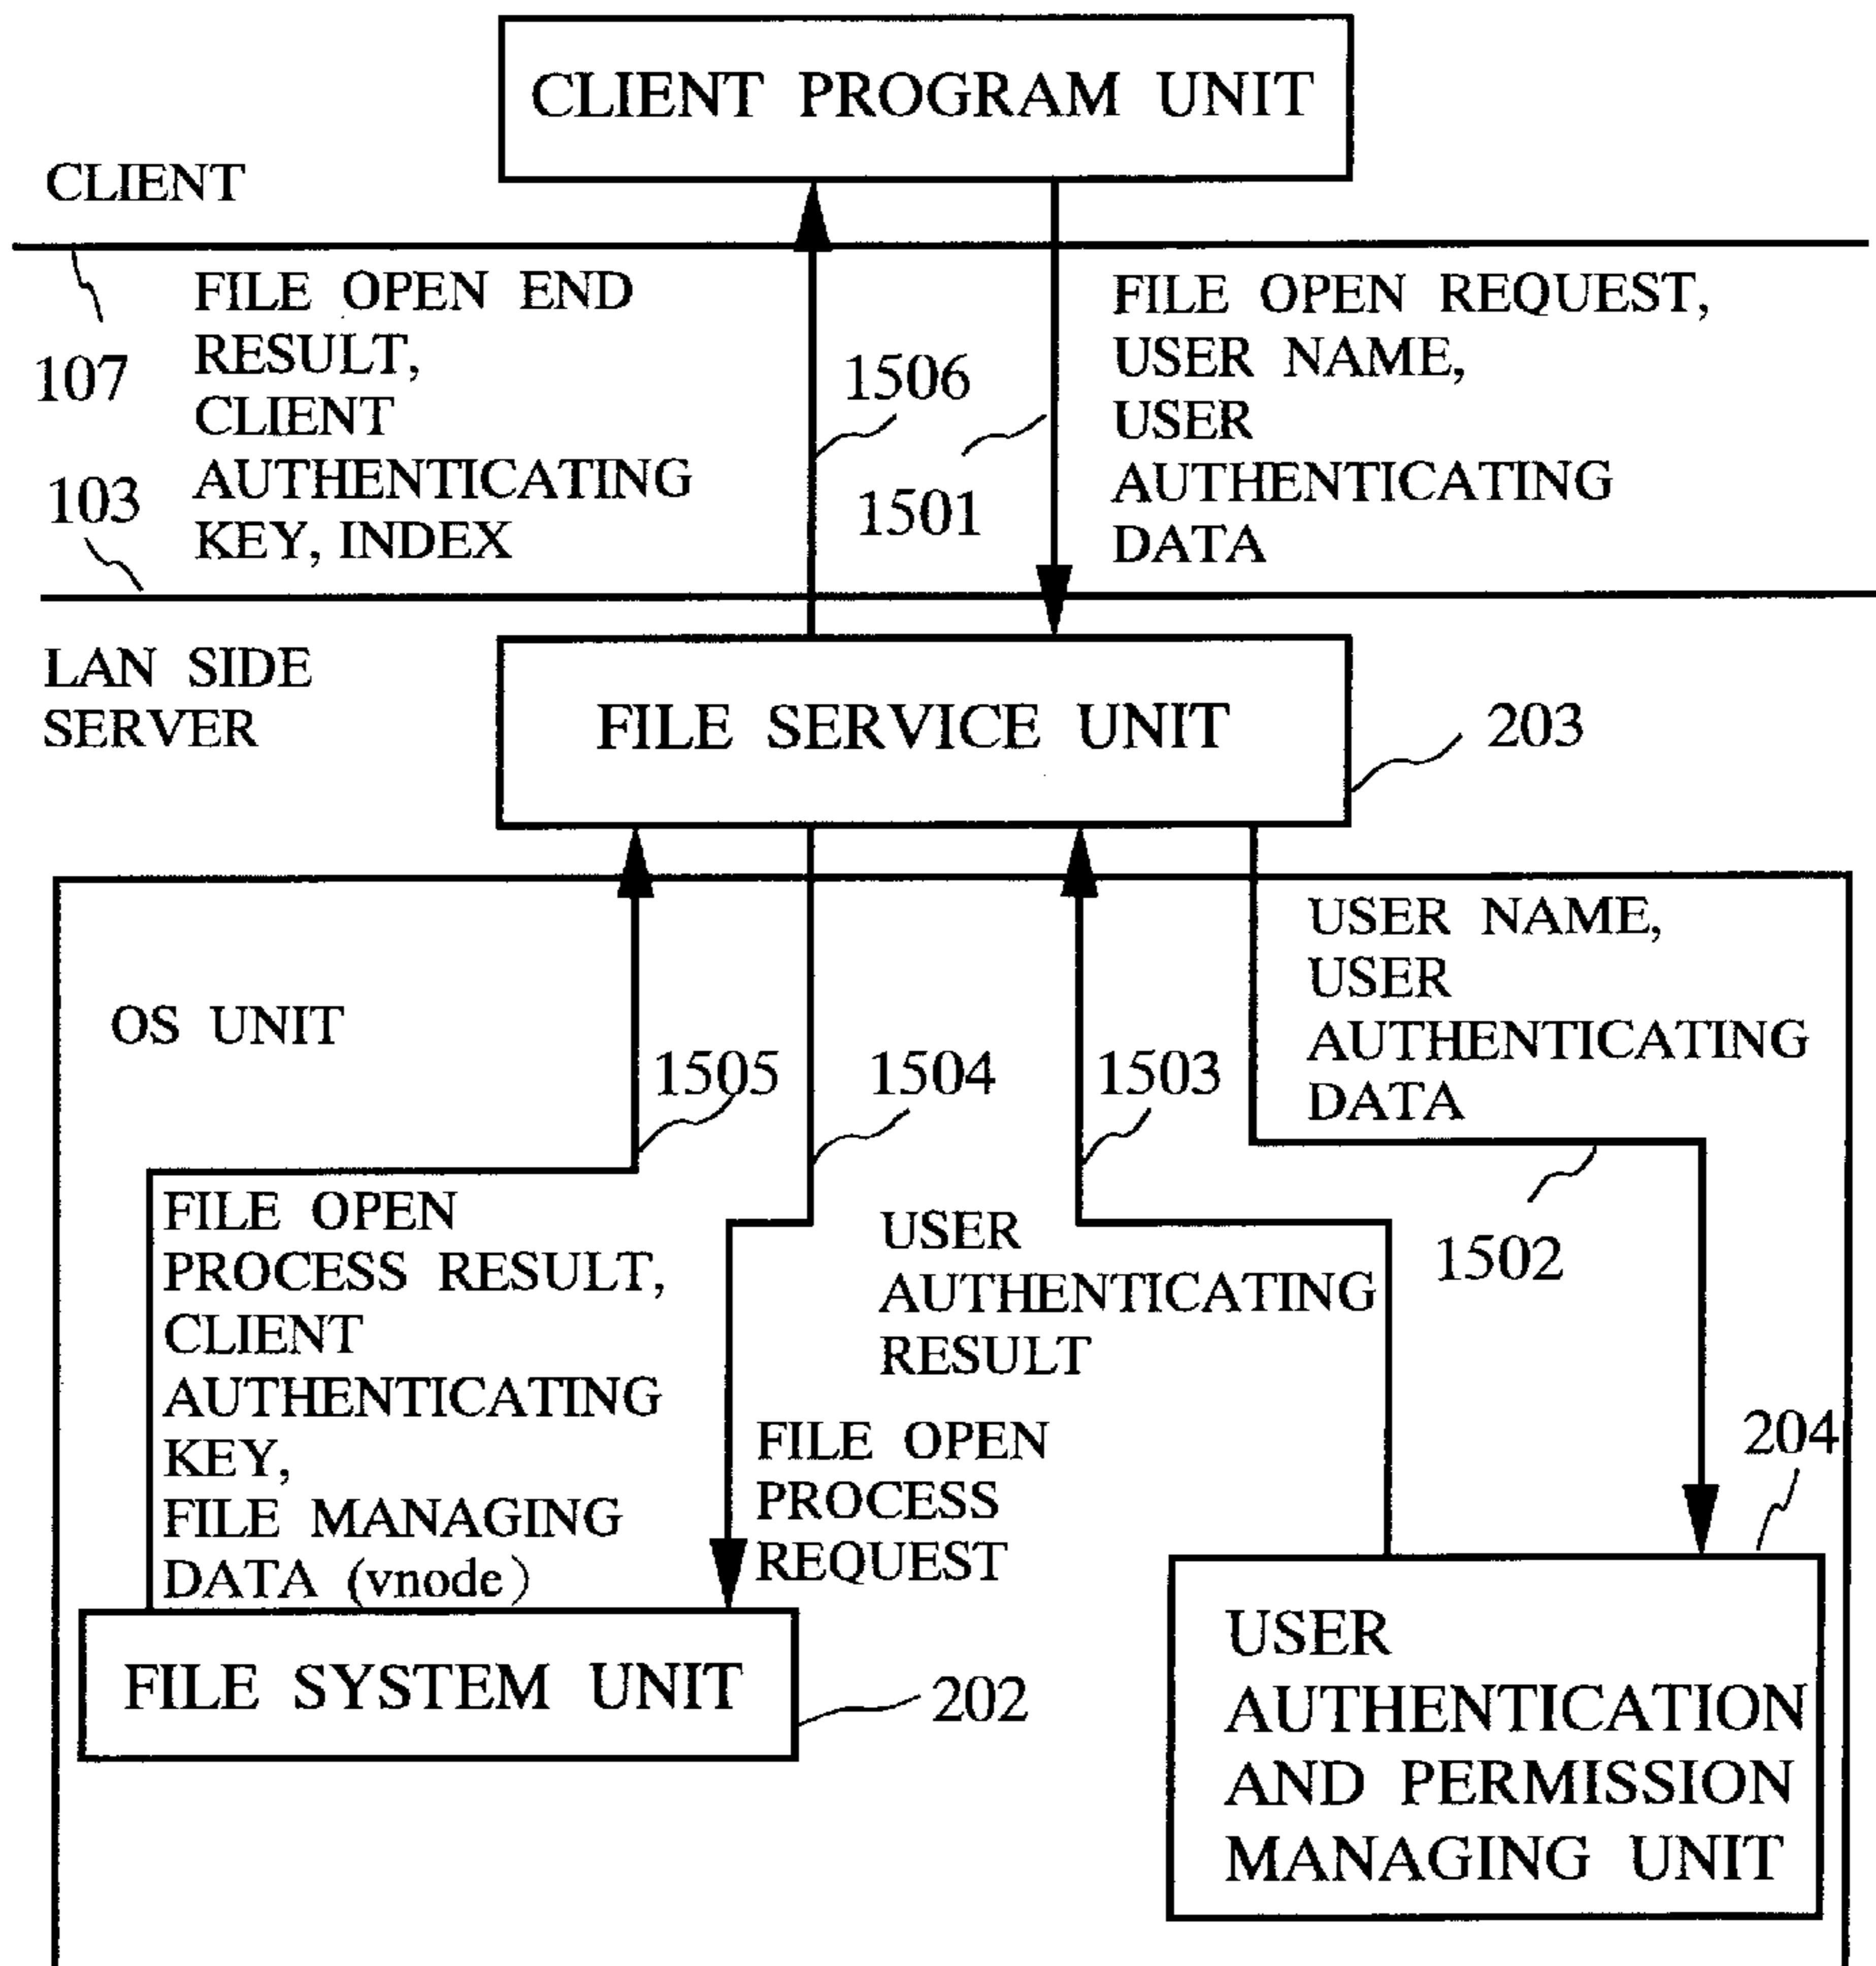 CLIENT PROGRAM UNIT
CLIENT
107
FILE OPEN END
RESULT,
CLIENT
AUTHENTICATING
KEY, INDEX
1506
1501
FILE OPEN REQUEST,
USER NAME,
USER
AUTHENTICATING
DATA
103
LAN SIDE
SERVER
FILE SERVICE UNIT
203
OS UNIT
1505
1504
1503
USER NAME,
USER
AUTHENTICATING
DATA
1502
FILE OPEN
PROCESS RESULT,
CLIENT
AUTHENTICATING
KEY,
FILE MANAGING
DATA (vnode)
USER
AUTHENTICATING
RESULT
FILE OPEN
PROCESS
REQUEST
204
FILE SYSTEM UNIT
202
USER
AUTHENTICATION
AND PERMISSION
MANAGING UNIT